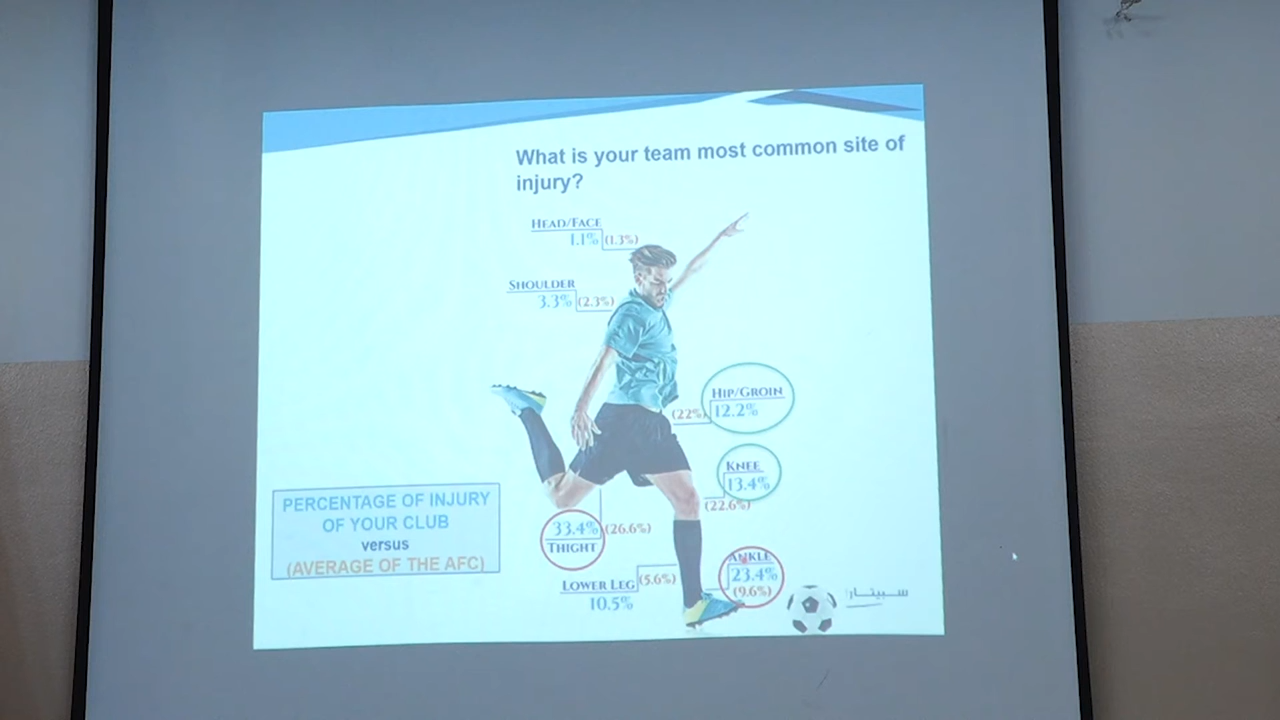 What is your team most common site of
injury?
HEAD/FACE
1.1% (1.3%)
SHOULDER
3.3% (2.3%)
HIP/GROIN
(22%) 12.2%
KNEE
13.4%
(22.6%)
PERCENTAGE OF INJURY
OF YOUR CLUB
versus
(AVERAGE OF THE AFC)
33.4% (26.6%)
THIGHT
ANKLE
23.4%
(9.6%)
LOWER LEG (5.6%)
10.5%
سبيتار